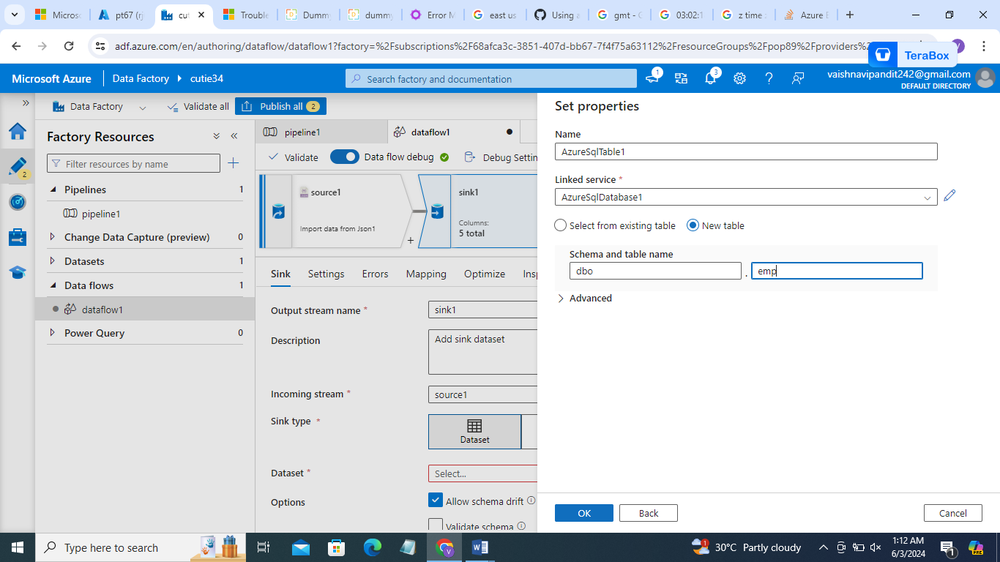 Microsc
pt67 (rj
cut
Trouble
Dummy
dummy
Error M
east us
Using a
gmt - G
03:02:1
z time z
Azure E
adf.azure.com/en/authoring/dataflow/dataflow1?factory=%2Fsubscriptions%2F68afca3c-3851-407d-bb67-7f4f75a63112%2FresourceGroups%2Fpop89%2Fproviders%2
TeraBox
Microsoft Azure
Data Factory
cutie34
Search factory and documentation
1
3
vaishnavipandit242@gmail.com
DEFAULT DIRECTORY
Data Factory
Validate all
Publish all 2
Set properties
Factory Resources
pipeline1
dataflow1
Name
AzureSqlTable1
Filter resources by name
Validate
Data flow debug
Debug Settin
2
Linked service *
AzureSqlDatabase1
Pipelines 1
pipeline1
Change Data Capture (preview) 0
Datasets 1
Data flows 1
dataflow1
Power Query 0
source1
Import data from Json1
+
sink1
Columns:
5 total
Select from existing table
New table
Schema and table name
dbo
.
emp
Advanced
Sink
Settings
Errors
Mapping
Optimize
Insp
Output stream name *
sink1
Description
Add sink dataset
Incoming stream *
source1
Sink type *
Dataset
Dataset *
Select...
Options
Allow schema drift
Validate schema
OK
Back
Cancel
Type here to search
30°C Partly cloudy
1:12 AM
6/3/2024
1
PRE